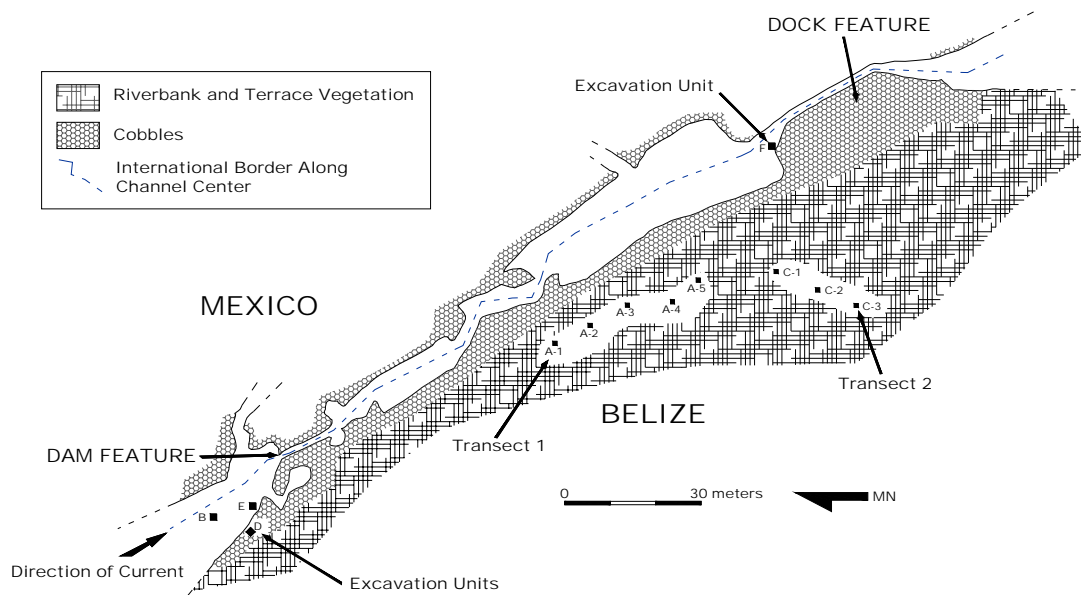 DOCK FEATURE
Excavation Unit
Riverbank and Terrace Vegetation
Cobbles
International Border Along
Channel Center
F
MEXICO
A-1
A-2
A-3
A-4
A-5
C-1
C-2
C-3
Transect 2
BELIZE
Transect 1
DAM FEATURE
0 30 meters
MN
B
E
D
Direction of Current
Excavation Units